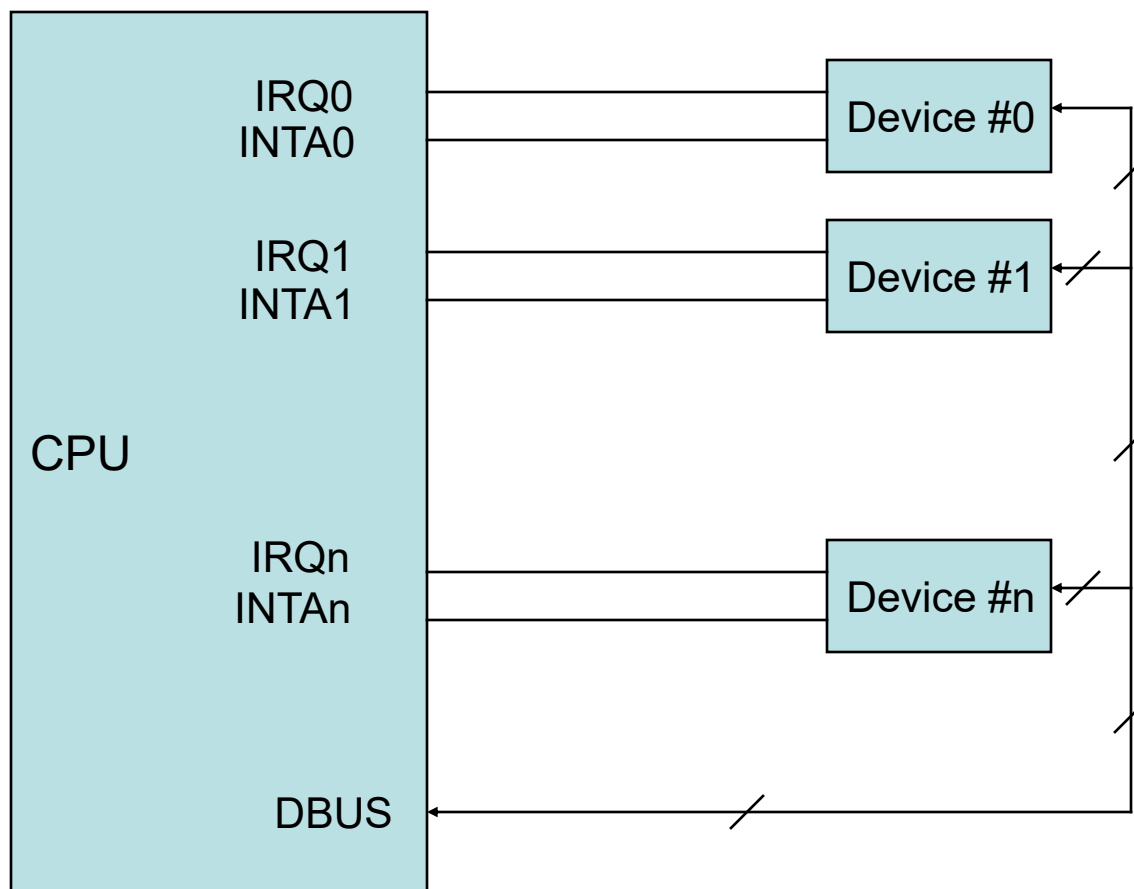 IRQ0
INTA0
Device #0
IRQ1
INTA1
Device #1
CPU
IRQn
INTAn
Device #n
DBUS